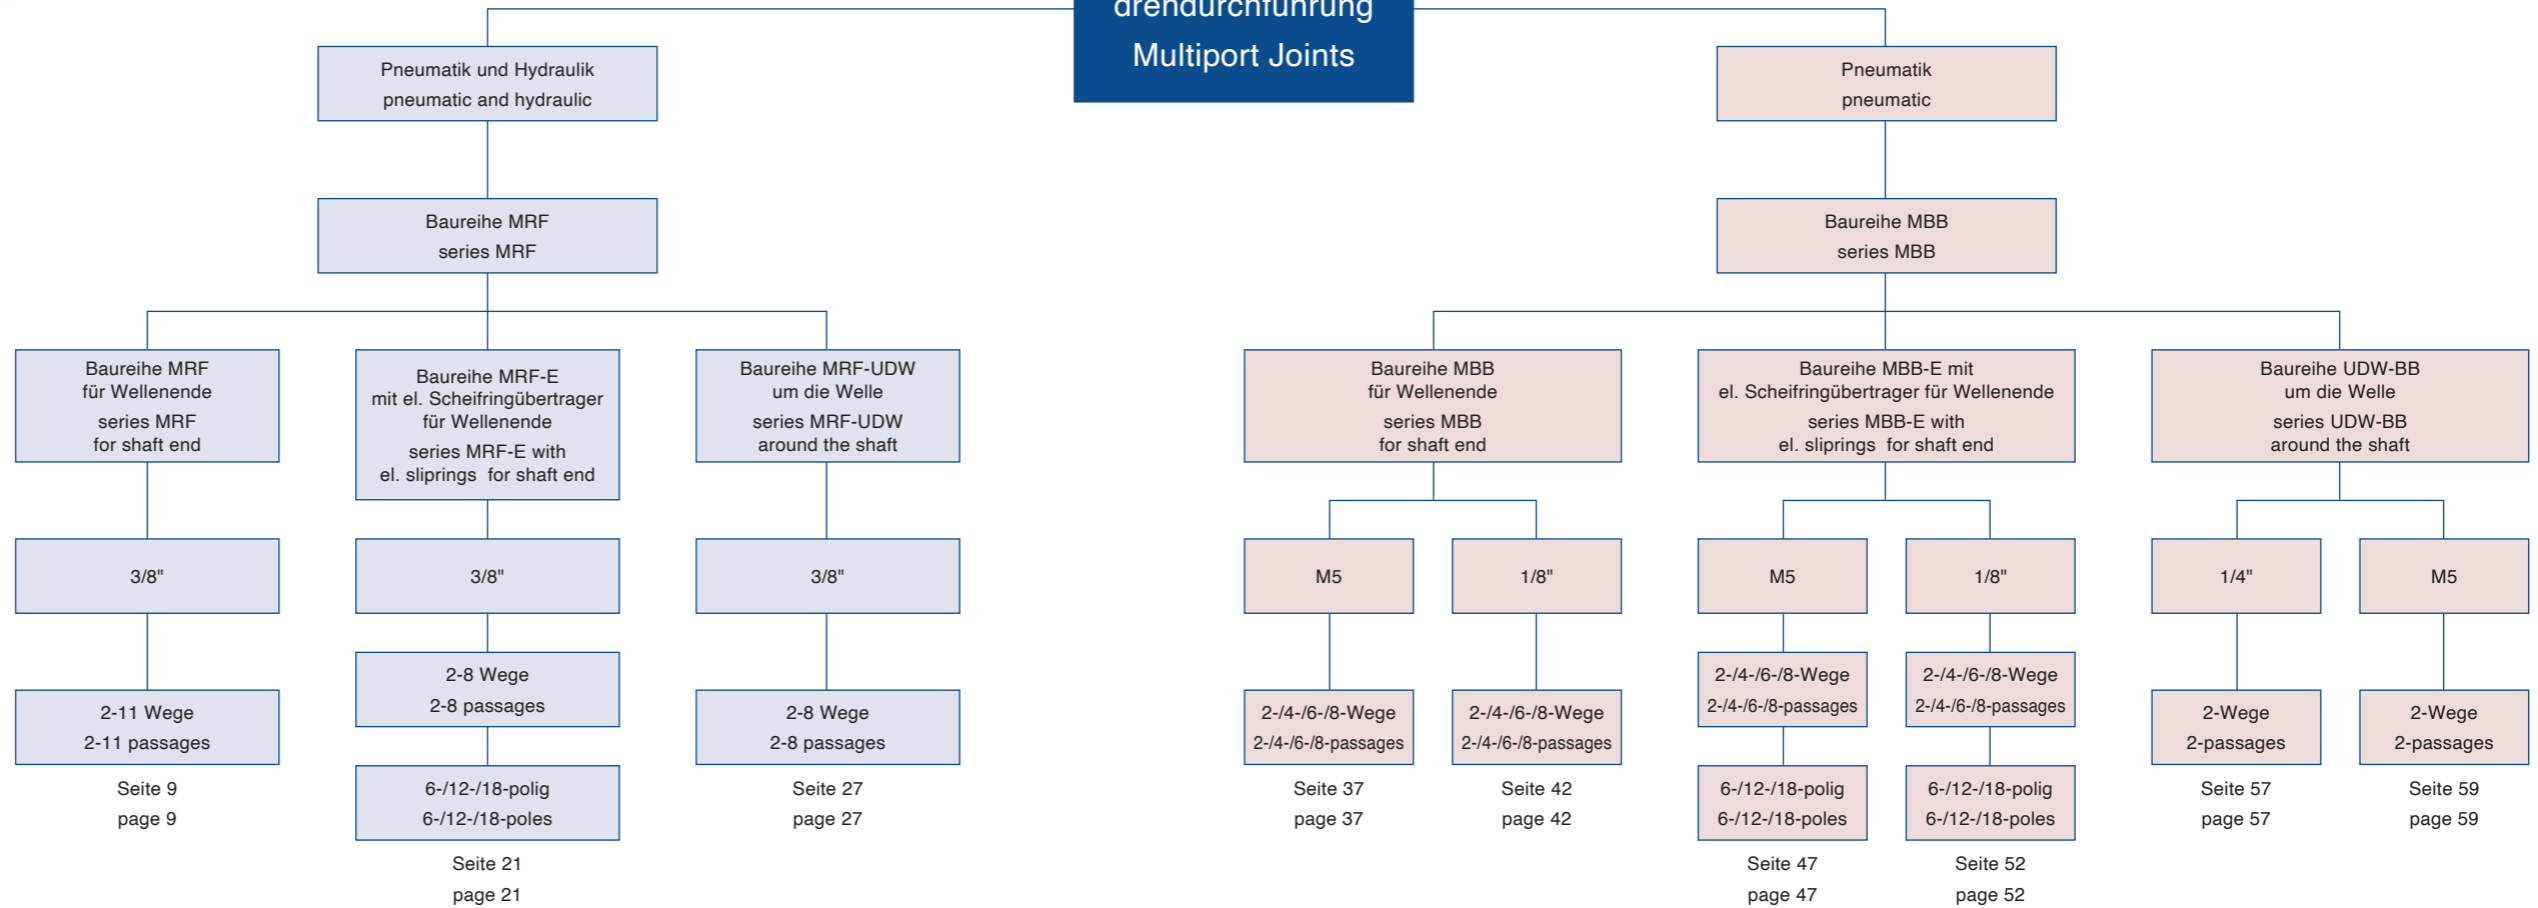 drehdurchführung
Multiport Joints
Pneumatik und Hydraulik
pneumatic and hydraulic
Pneumatik
pneumatic
Baureihe MRF
series MRF
Baureihe MBB
series MBB
Baureihe MRF
für Wellenende
series MRF
for shaft end
Baureihe MRF-E
mit el. Scheifringübertrager
für Wellenende
series MRF-E with
el. sliprings for shaft end
Baureihe MRF-UDW
um die Welle
series MRF-UDW
around the shaft
Baureihe MBB
für Wellenende
series MBB
for shaft end
Baureihe MBB-E mit
el. Scheifringübertrager für Wellenende
series MBB-E with
el. sliprings for shaft end
Baureihe UDW-BB
um die Welle
series UDW-BB
around the shaft
3/8"
3/8"
3/8"
M5
1/8"
M5
1/8"
1/4"
M5
2-11 Wege
2-11 passages
2-8 Wege
2-8 passages
2-8 Wege
2-8 passages
2-/4-/6-/8-Wege
2-/4-/6-/8-passages
2-/4-/6-/8-Wege
2-/4-/6-/8-passages
2-/4-/6-/8-Wege
2-/4-/6-/8-passages
2-/4-/6-/8-Wege
2-/4-/6-/8-passages
2-Wege
2-passages
2-Wege
2-passages
Seite 9
page 9
6-/12-/18-polig
6-/12-/18-poles
Seite 27
page 27
Seite 37
page 37
Seite 42
page 42
6-/12-/18-polig
6-/12-/18-poles
6-/12-/18-polig
6-/12-/18-poles
Seite 57
page 57
Seite 59
page 59
Seite 21
page 21
Seite 47
page 47
Seite 52
page 52